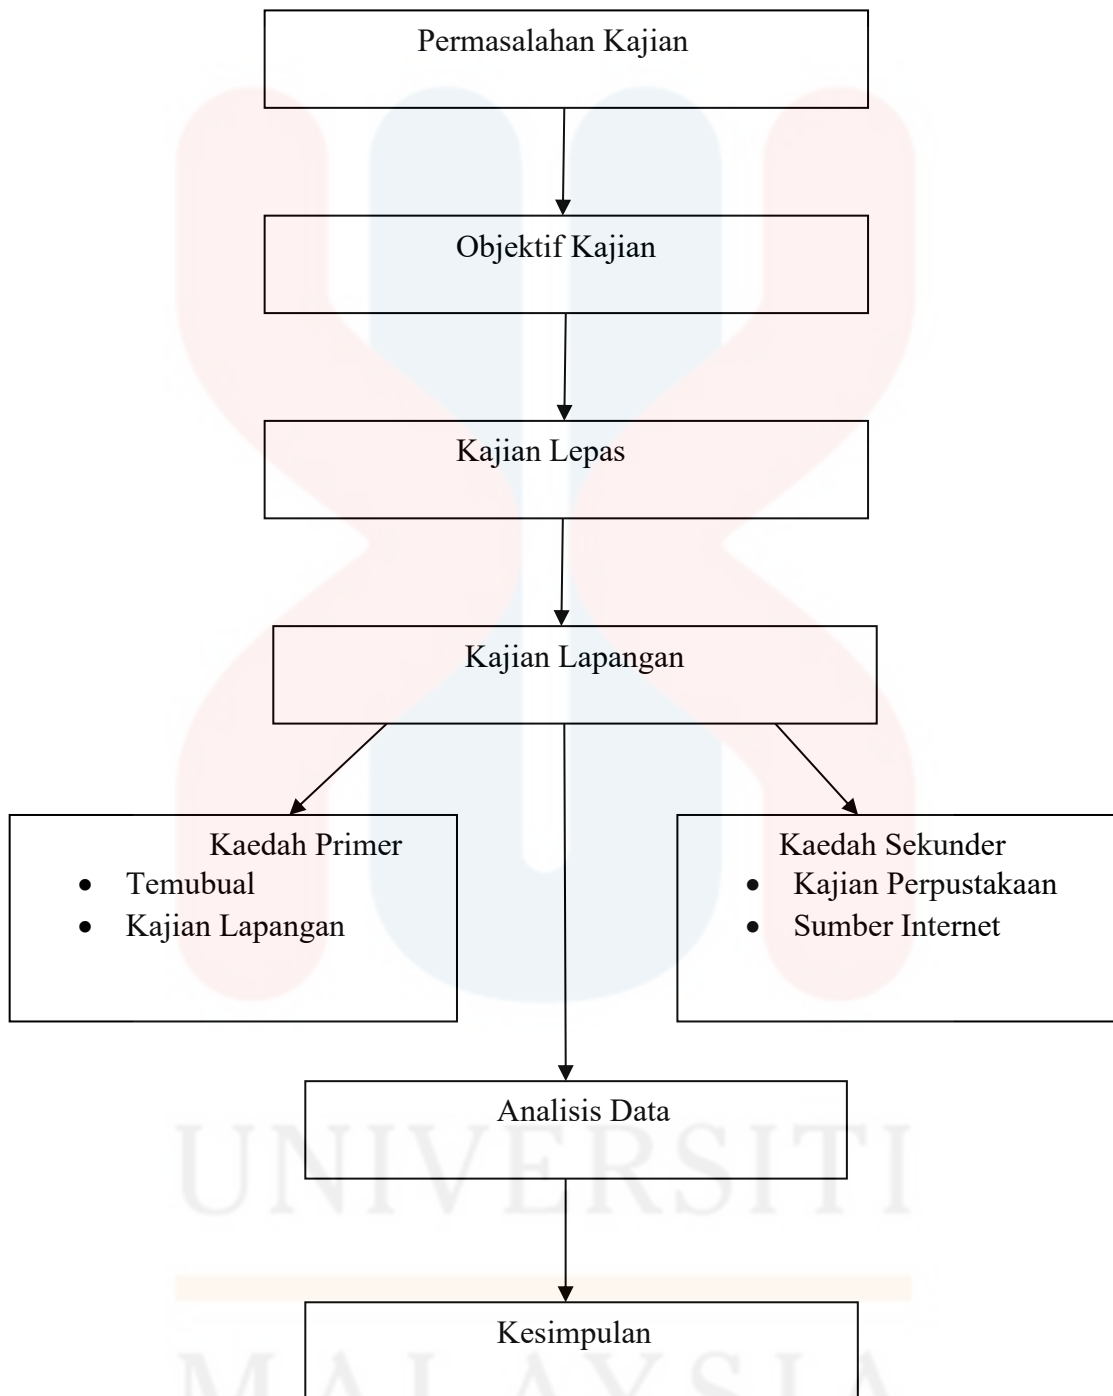 Permasalahan Kajian
Objektif Kajian
Kajian Lepas
Kajian Lapangan
Kaedah Primer
• Temubual
• Kajian Lapangan
Kaedah Sekunder
• Kajian Perpustakaan
• Sumber Internet
Analisis Data
UNIVERSITI
Kesimpulan
MALAYSIA